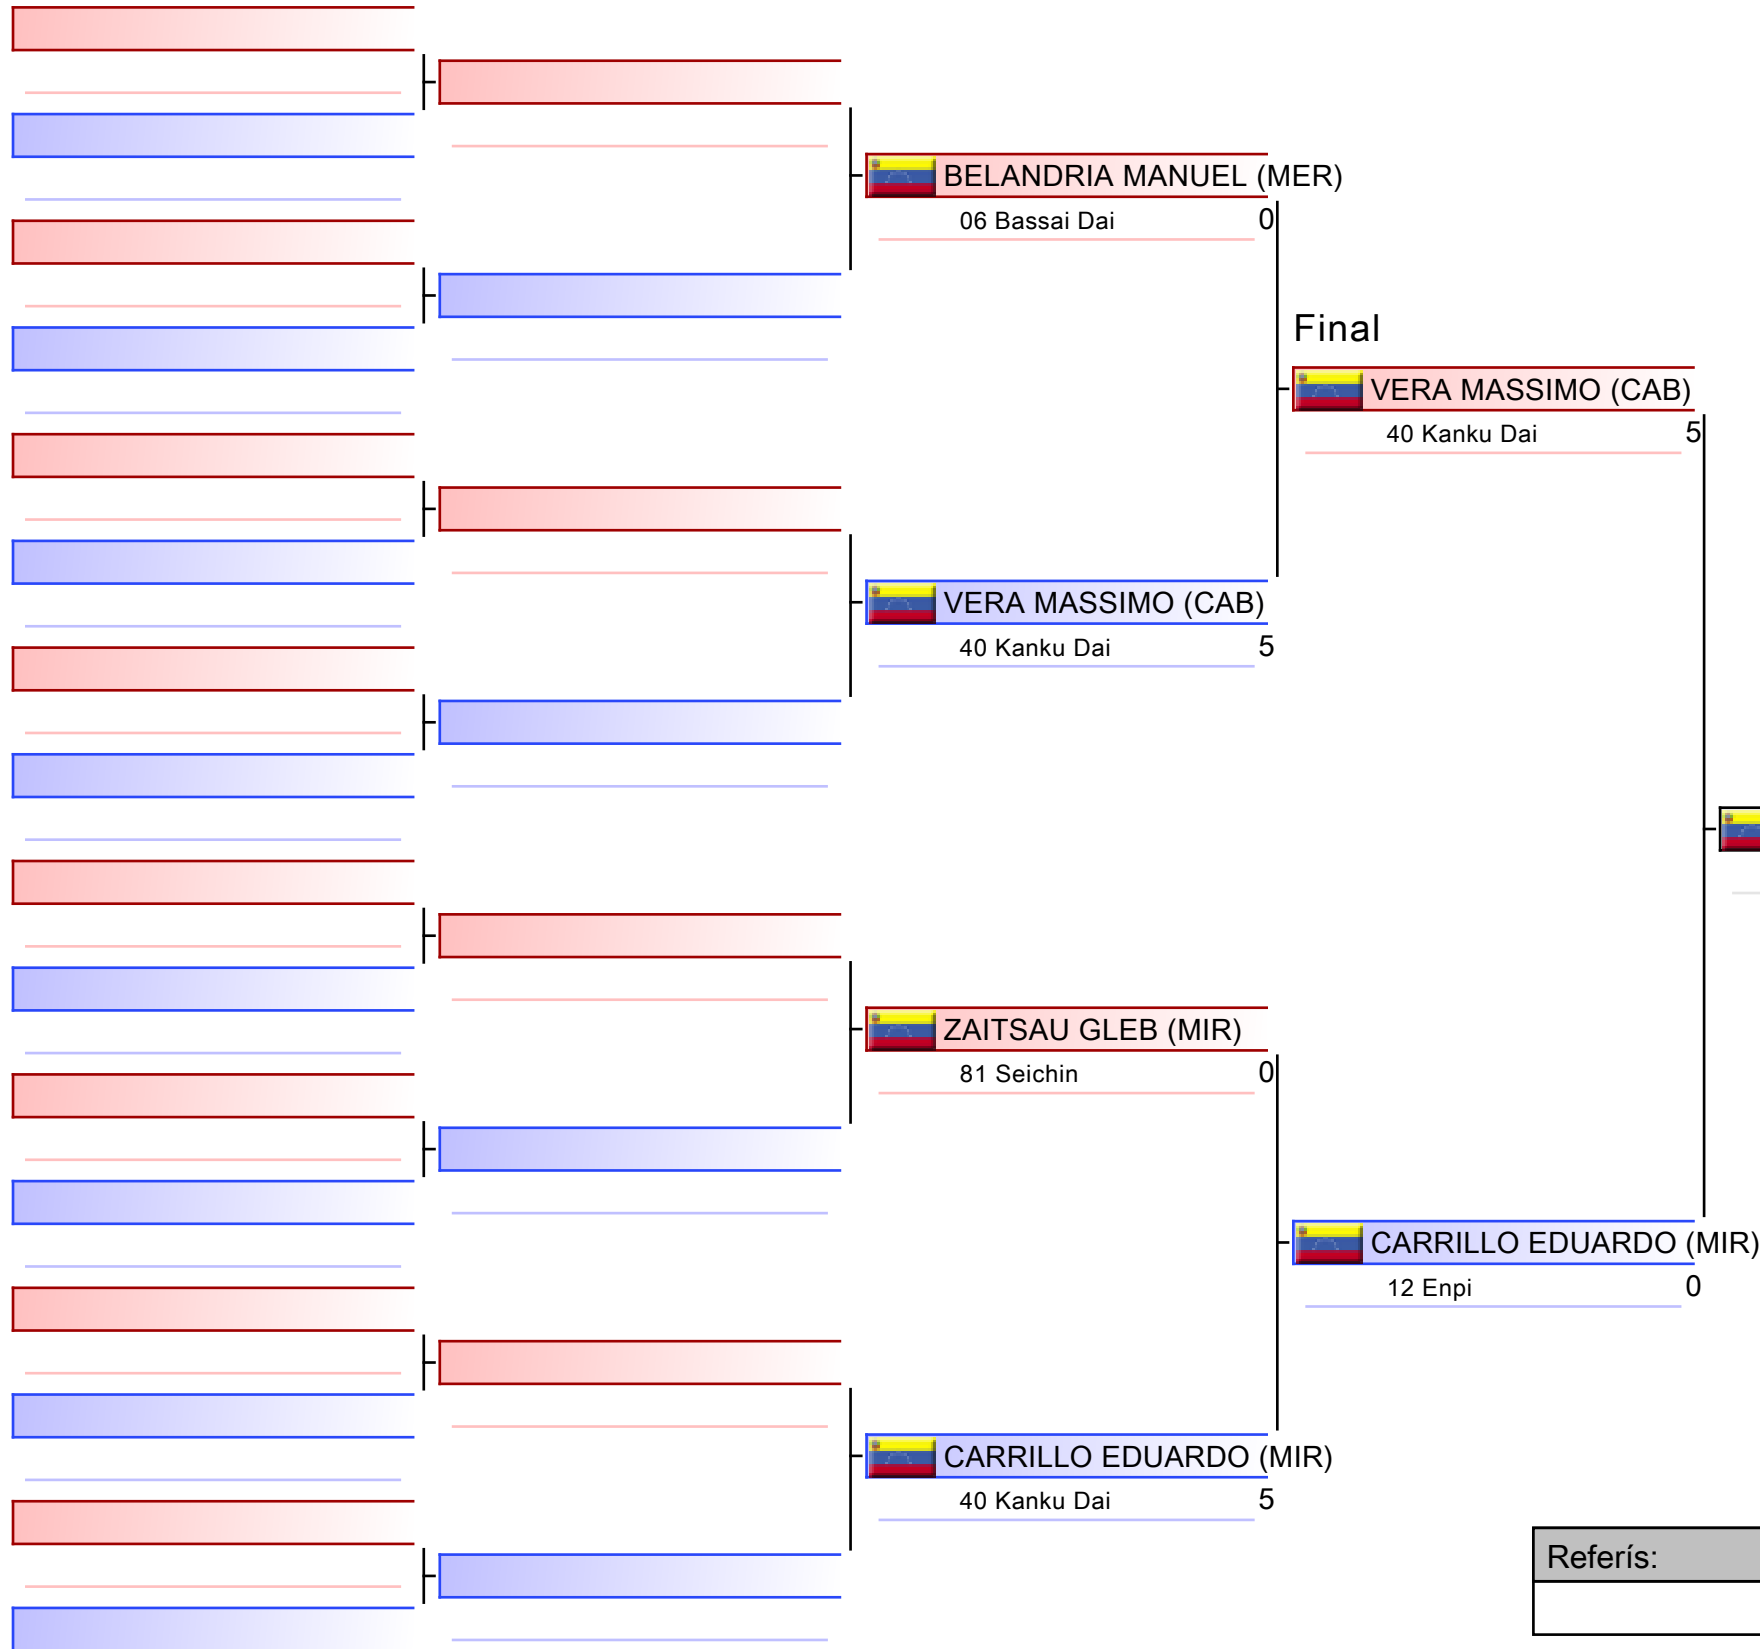 BELANDRIA MANUEL (MER)
06 Bassai Dai 0
Final
VERA MASSIMO (CAB)
40 Kanku Dai 5
VERA MASSIMO (CAB)
40 Kanku Dai 5
ZAITSAU GLEB (MIR)
81 Seichin 0
CARRILLO EDUARDO (MIR)
12 Enpi 0
CARRILLO EDUARDO (MIR)
40 Kanku Dai 5
Referís: